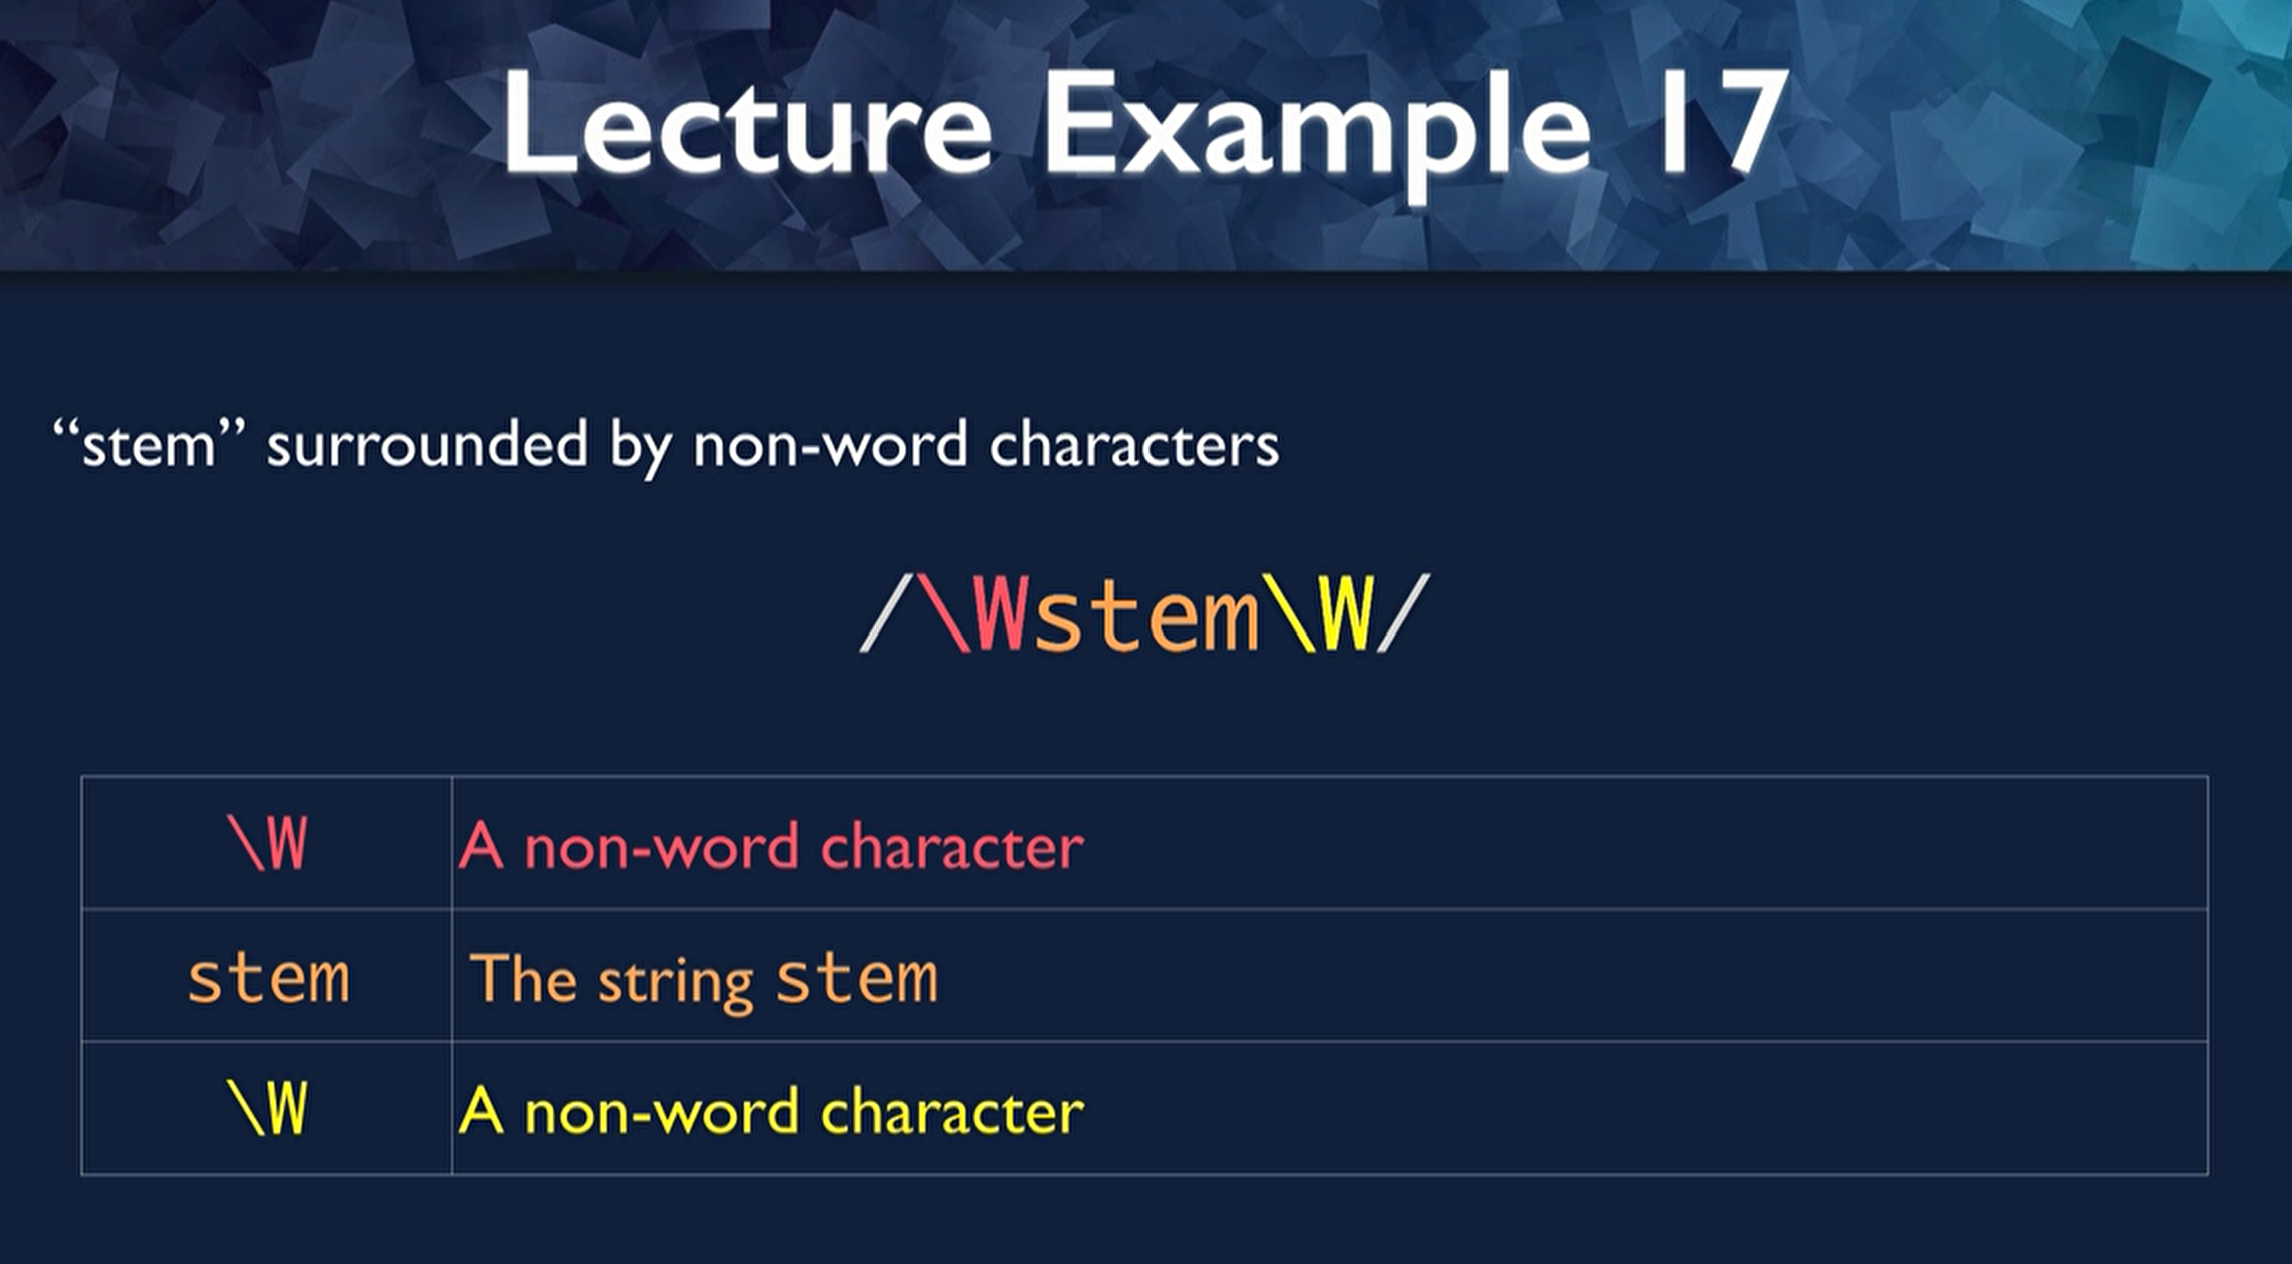 Lecture Example 17
“stem” surrounded by non-word characters
/\Wstem\W/
\W A non-word character
stem The string stem
\W A non-word character